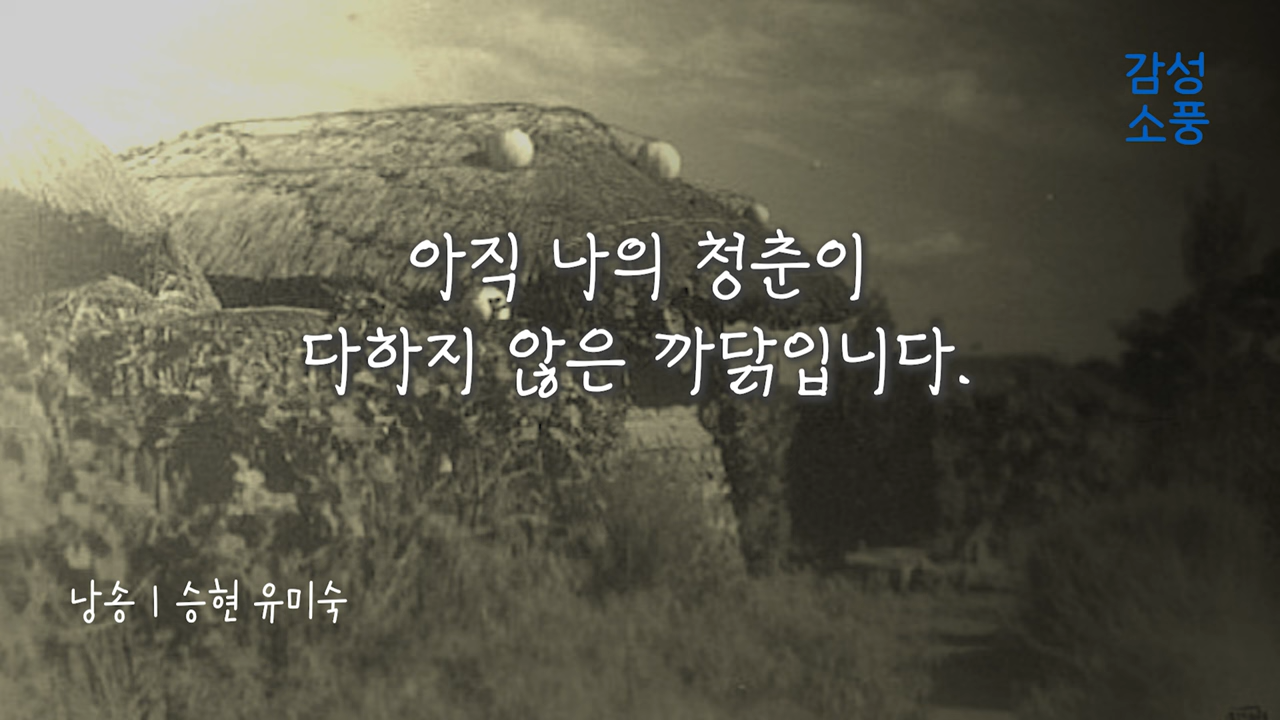 감성
소풍
아직 나의 청춘이
다하지 않은 까닭입니다.
낭송 | 승현 유미숙